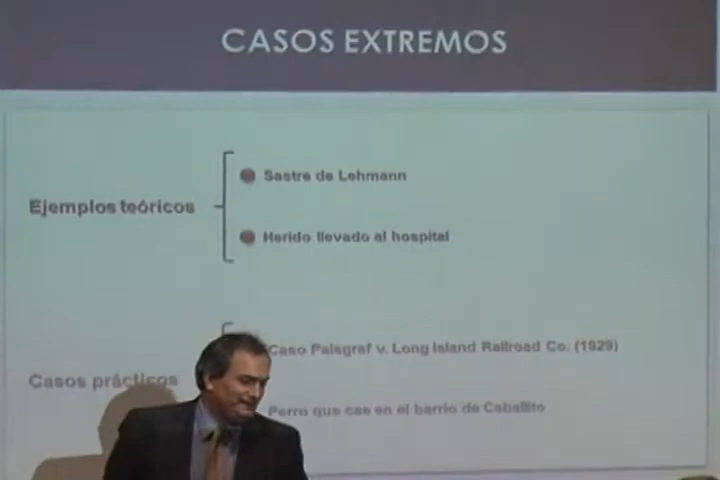 CASOS EXTREMOS
Ejemplos teóricos
Sastre de Lehmann
Herido llevado al hospital
Casos prácticos
Caso Palsgraf v. Long Island Railroad Co. (1929)
Perro que cae en el barrio de Caballito